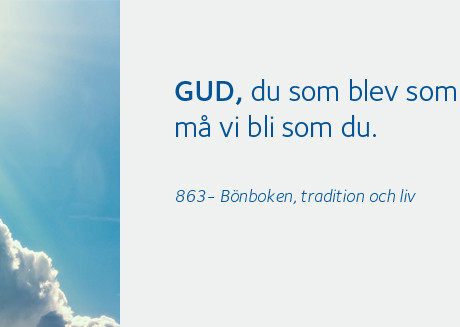 GUD, du som blev som
må vi bli som du.
863– Bönboken, tradition och liv